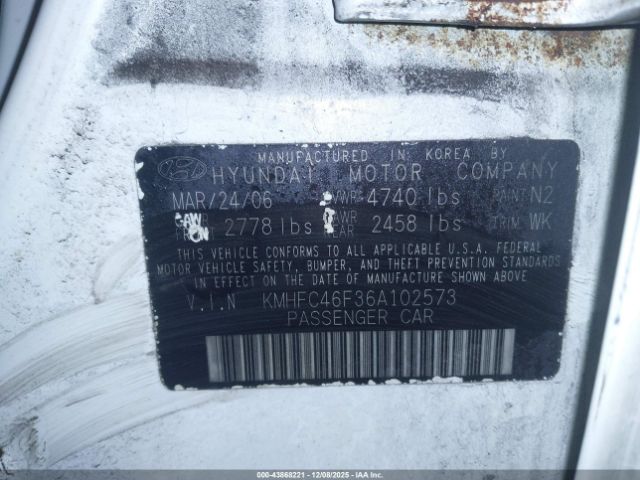 MANUFACTURED IN KOREA BY
HYUNDAI MOTOR COMPANY
MAR/24/06 GVWR 4740 lbs PAINT N2
GAWR FRONT 2778 lbs GAWR REAR 2458 lbs TRIM WK
THIS VEHICLE CONFORMS TO ALL APPLICABLE U.S.A. FEDERAL
MOTOR VEHICLE SAFETY, BUMPER, AND THEFT PREVENTION STANDARDS
IN EFFECT ON THE DATE OF MANUFACTURE SHOWN ABOVE
V.I.N KMHFC46F36A102573
PASSENGER CAR
000-43868221 - 12/08/2025 - IAAI.COM